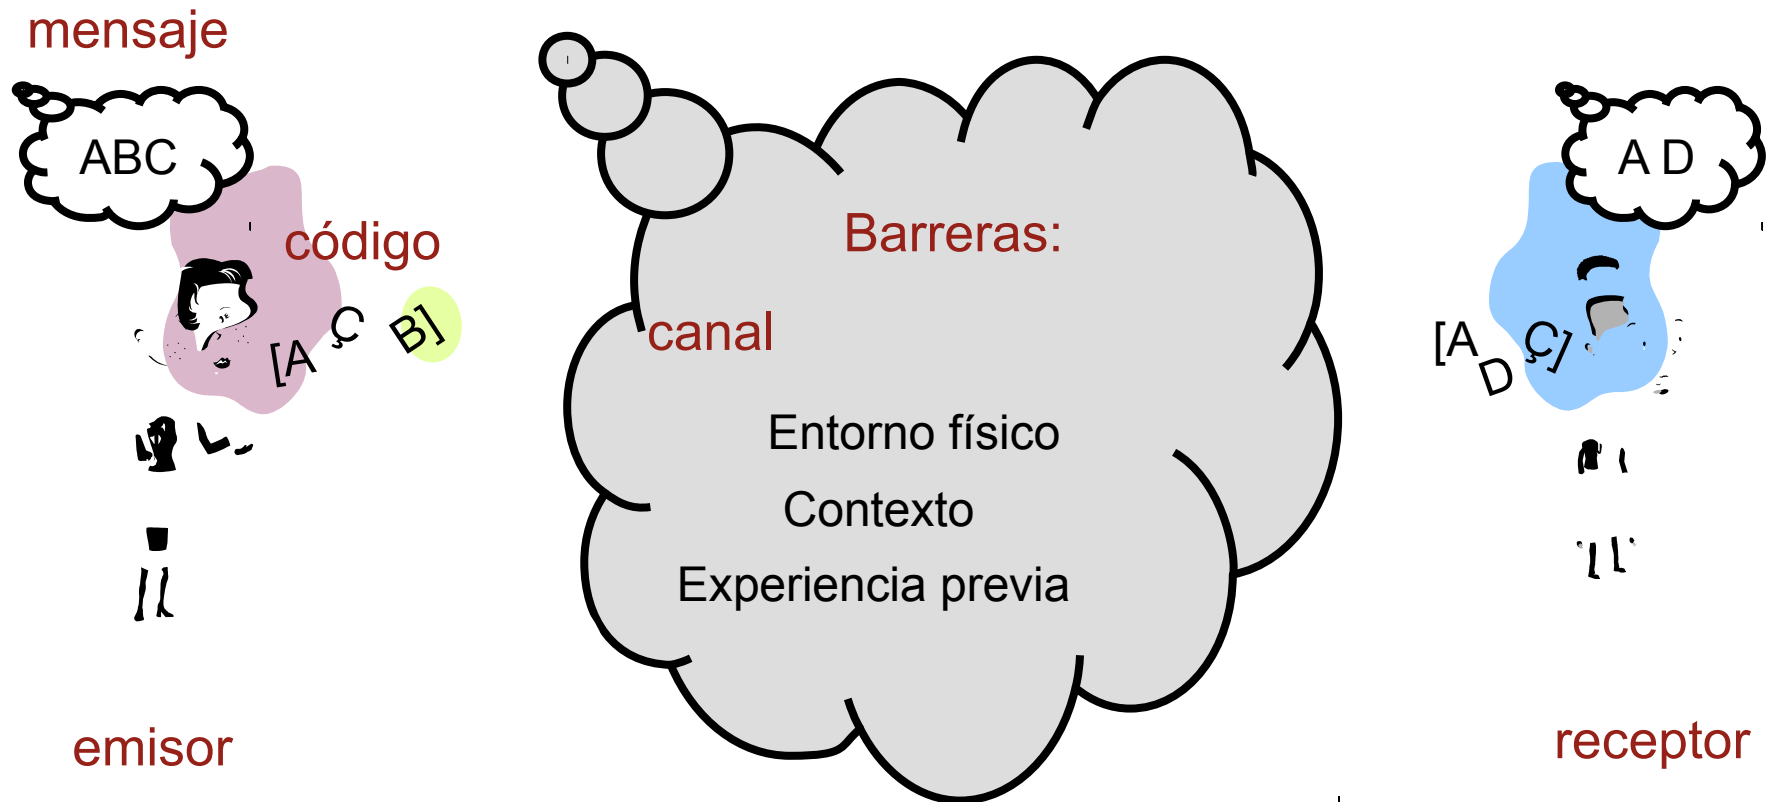 mensaje
ABC
código
[A Ç B]
emisor
Barreras:
canal
Entorno físico
Contexto
Experiencia previa
A D
[A D Ç]
receptor